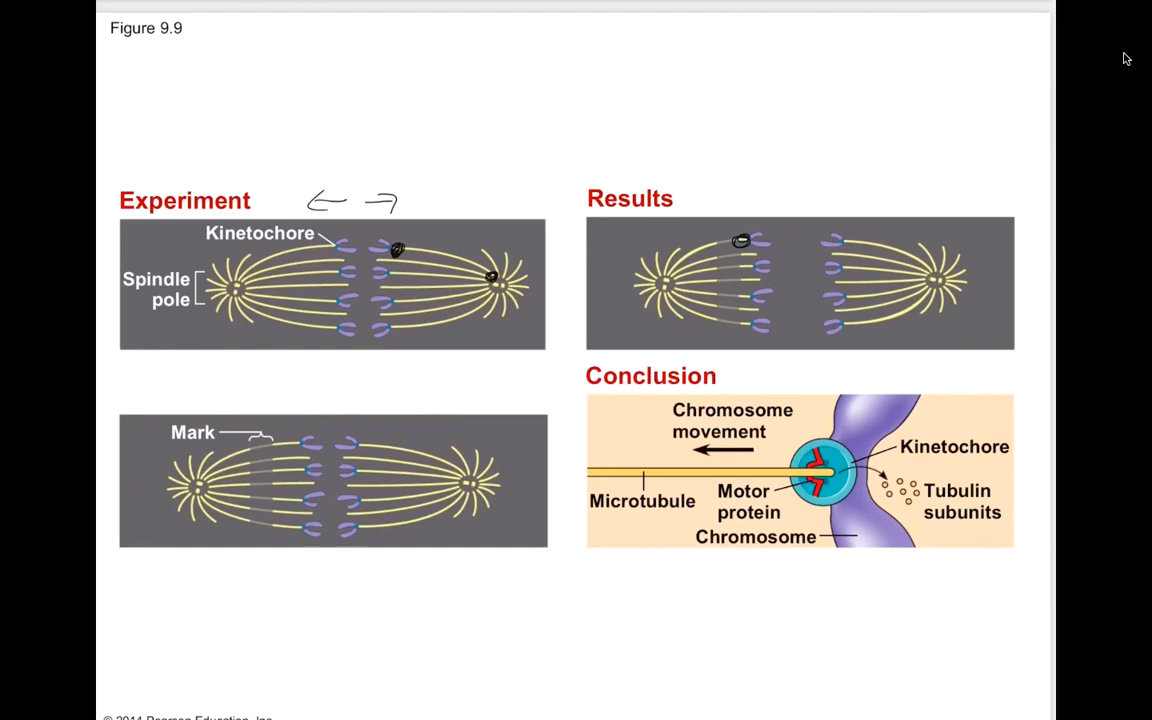 Figure 9.9
Experiment
Kinetochore
Spindle
pole
Mark
Results
Conclusion
Chromosome
movement
Kinetochore
Microtubule
Motor
protein
Tubulin
subunits
Chromosome
© 2014 Pearson Education, Inc.